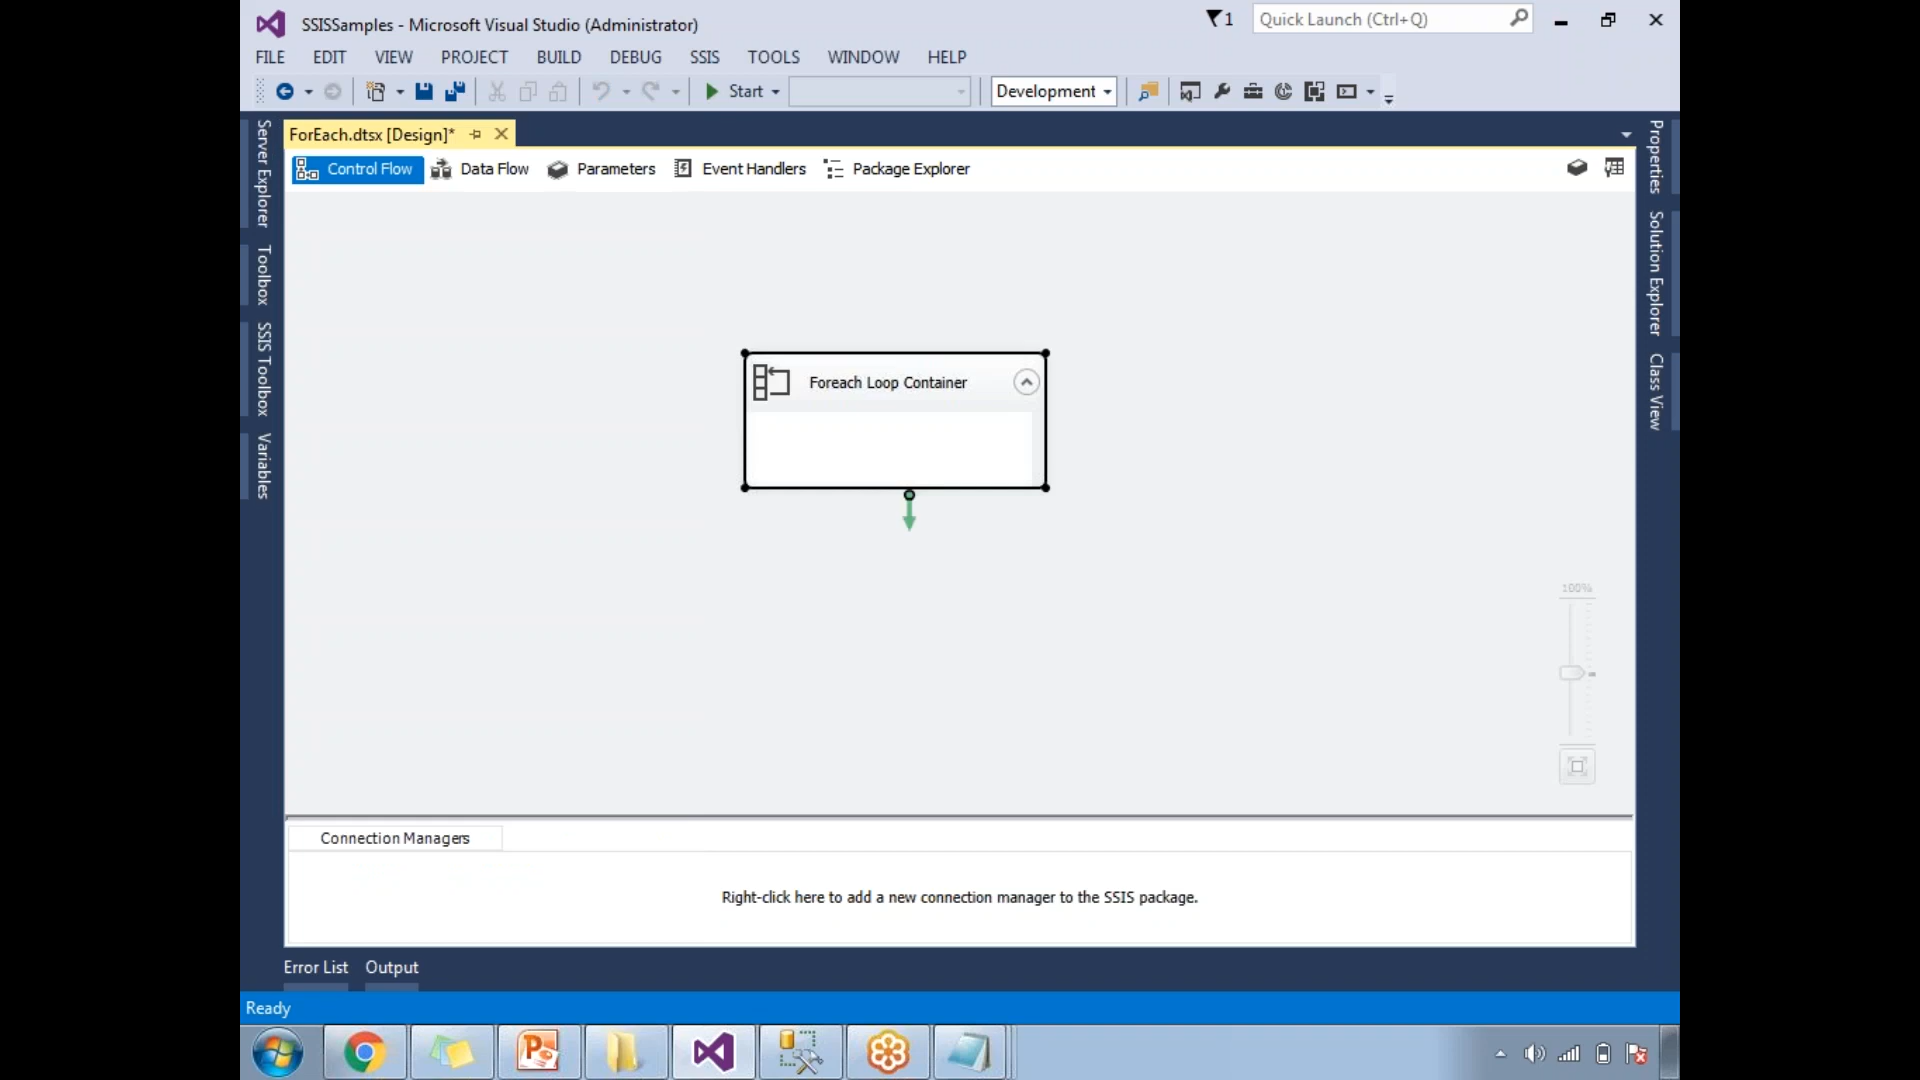 SSISSamples - Microsoft Visual Studio (Administrator)
1
Quick Launch (Ctrl+Q)
FILE EDIT VIEW PROJECT BUILD DEBUG SSIS TOOLS WINDOW HELP
Start
Development
ForEach.dtsx [Design]*
Control Flow Data Flow Parameters Event Handlers Package Explorer
Server Explorer
Toolbox
SSIS Toolbox
Variables
Properties
Solution Explorer
Class View
Foreach Loop Container
100%
Connection Managers
Right-click here to add a new connection manager to the SSIS package.
Error List Output
Ready